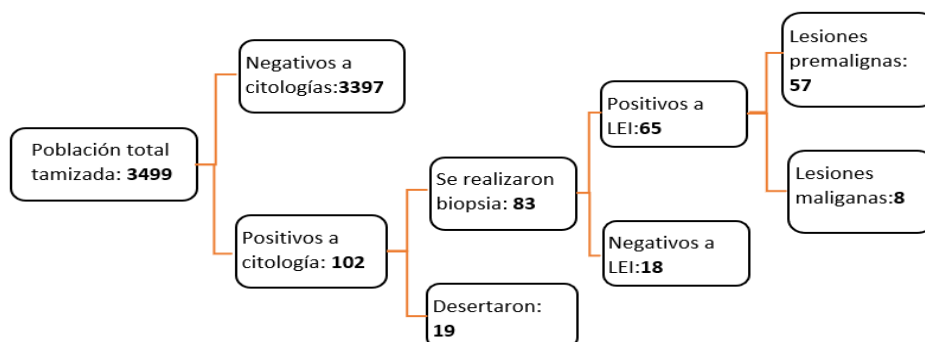 Población total
tamizada: 3499
Negativos a
citologías:3397
Positivos a
citología: 102
Se realizaron
biopsia: 83
Desertaron:
19
Positivos a
LEI:65
Negativos a
LEI:18
Lesiones
premalignas:
57
Lesiones
maliganas:8